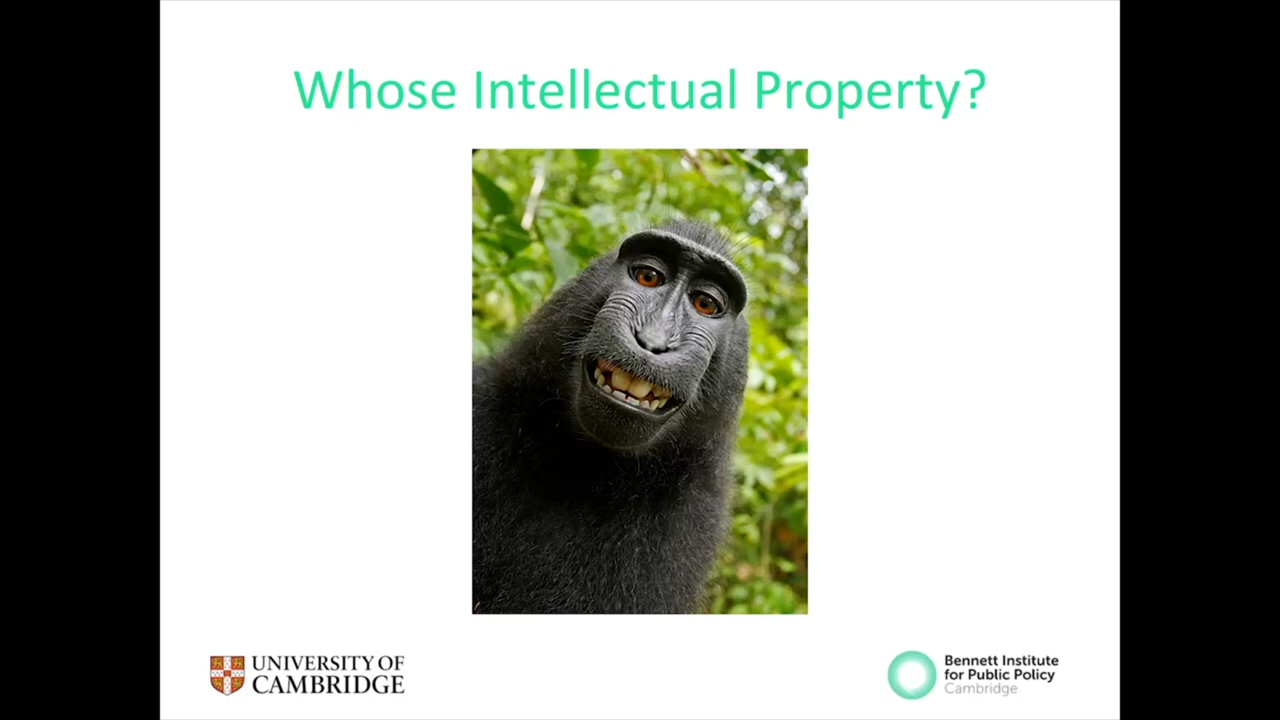 Whose Intellectual Property?
UNIVERSITY OF
CAMBRIDGE
Bennett Institute
for Public Policy
Cambridge